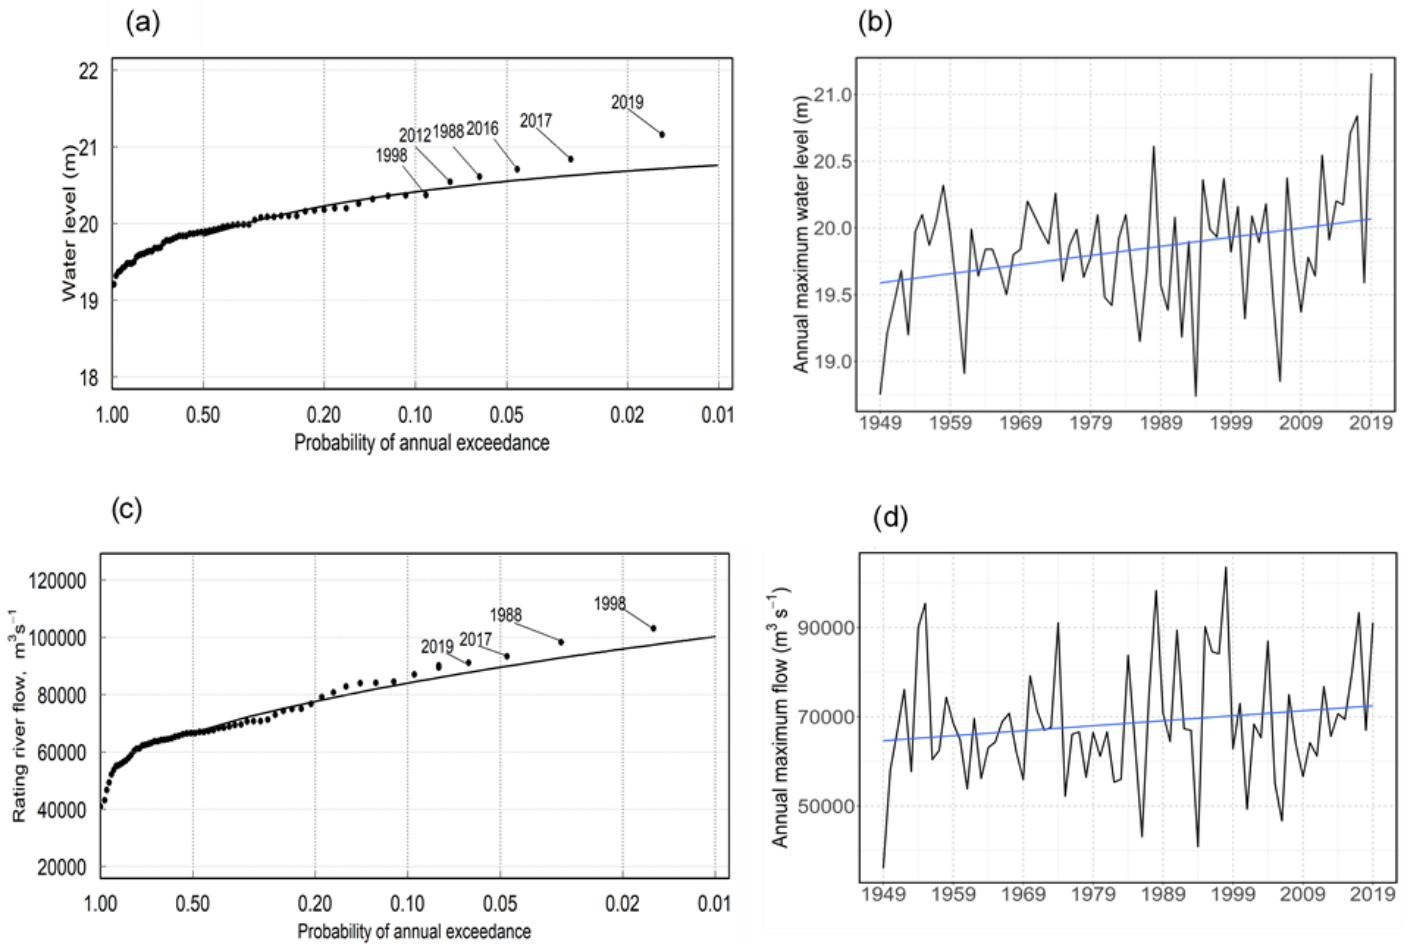 (a)
Water level (m)
22
21
20
19
18
1998
2012
1988
2016
2017
2019
1.00 0.50 0.20 0.10 0.05 0.02 0.01
Probability of annual exceedance
(b)
Annual maximum water level (m)
21.0
20.5
20.0
19.5
19.0
1949 1959 1969 1979 1989 1999 2009 2019
(c)
Rating river flow, m³s⁻¹
120000
100000
80000
60000
40000
20000
2019
2017
1988
1998
1.00 0.50 0.20 0.10 0.05 0.02 0.01
Probability of annual exceedance
(d)
Annual maximum flow (m³ s⁻¹)
90000
70000
50000
1949 1959 1969 1979 1989 1999 2009 2019